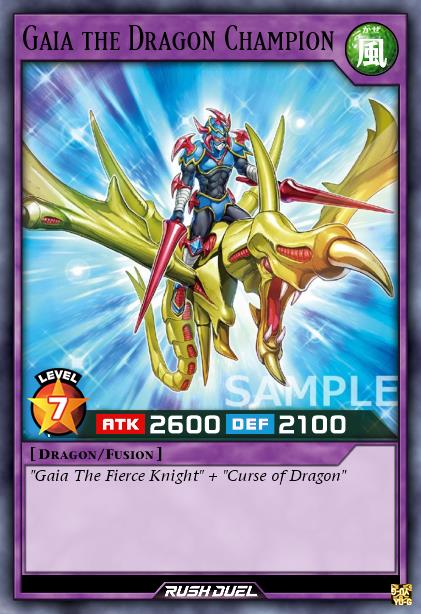 Gaia the Dragon Champion
かぜ
風
SAMPLE
LEVEL
7
ATK 2600 DEF 2100
[Dragon/Fusion]
"Gaia The Fierce Knight" + "Curse of Dragon"
RUSH DUEL